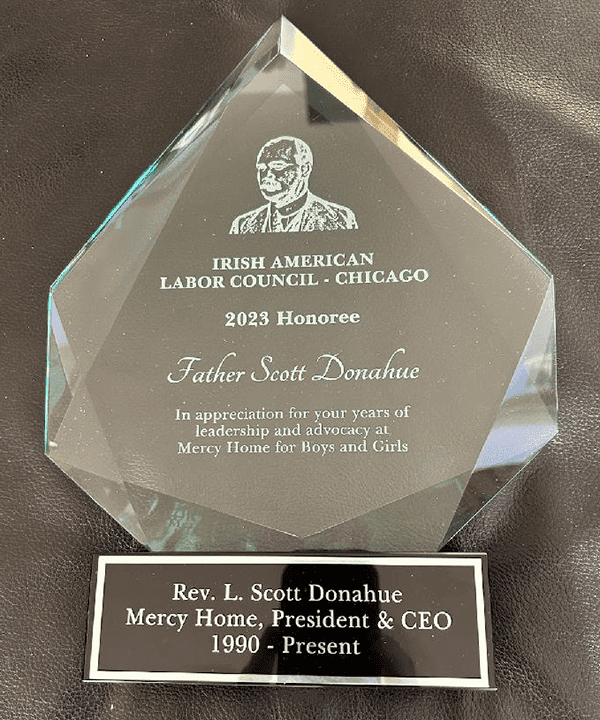 IRISH AMERICAN
LABOR COUNCIL - CHICAGO
2023 Honoree
Father Scott Donahue
In appreciation for your years of
leadership and advocacy at
Mercy Home for Boys and Girls
Rev. L. Scott Donahue
Mercy Home, President & CEO
1990 - Present